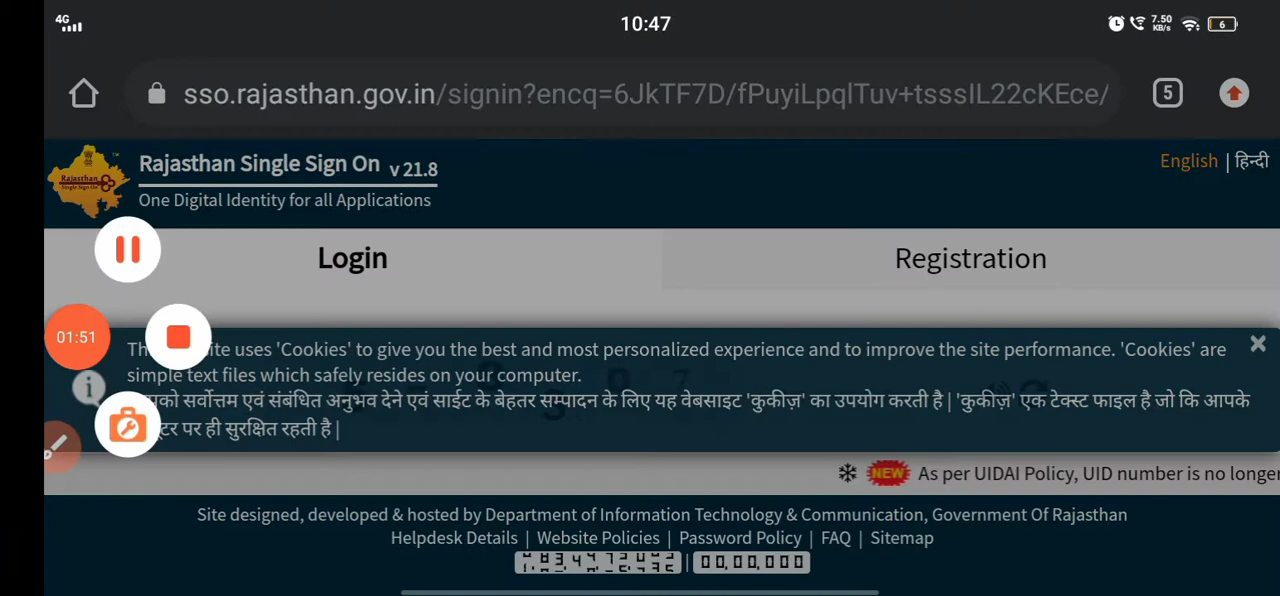 4G
10:47
7.50
KB/s
6
sso.rajasthan.gov.in/signin?encq=6JkTF7D/fPuyiLpqlTuv+tsssIL22cKEce/
5
Rajasthan Single Sign On v 21.8
English | हिन्दी
One Digital Identity for all Applications
Login
Registration
01:51
uses 'Cookies' to give you the best and most personalized experience and to improve the site performance. 'Cookies' are
simple text files which safely resides on your computer.
सर्वोत्तम एवं संबंधित अनुभव देने एवं साईट के बेहतर सम्पादन के लिए यह वेबसाइट 'कुकीज़' का उपयोग करती है | 'कुकीज़' एक टेक्स्ट फाइल है जो कि आपके
पर ही सुरक्षित रहती है |
NEW As per UIDAI Policy, UID number is no longer
Site designed, developed & hosted by Department of Information Technology & Communication, Government Of Rajasthan
Helpdesk Details | Website Policies | Password Policy | FAQ | Sitemap
00,00,000